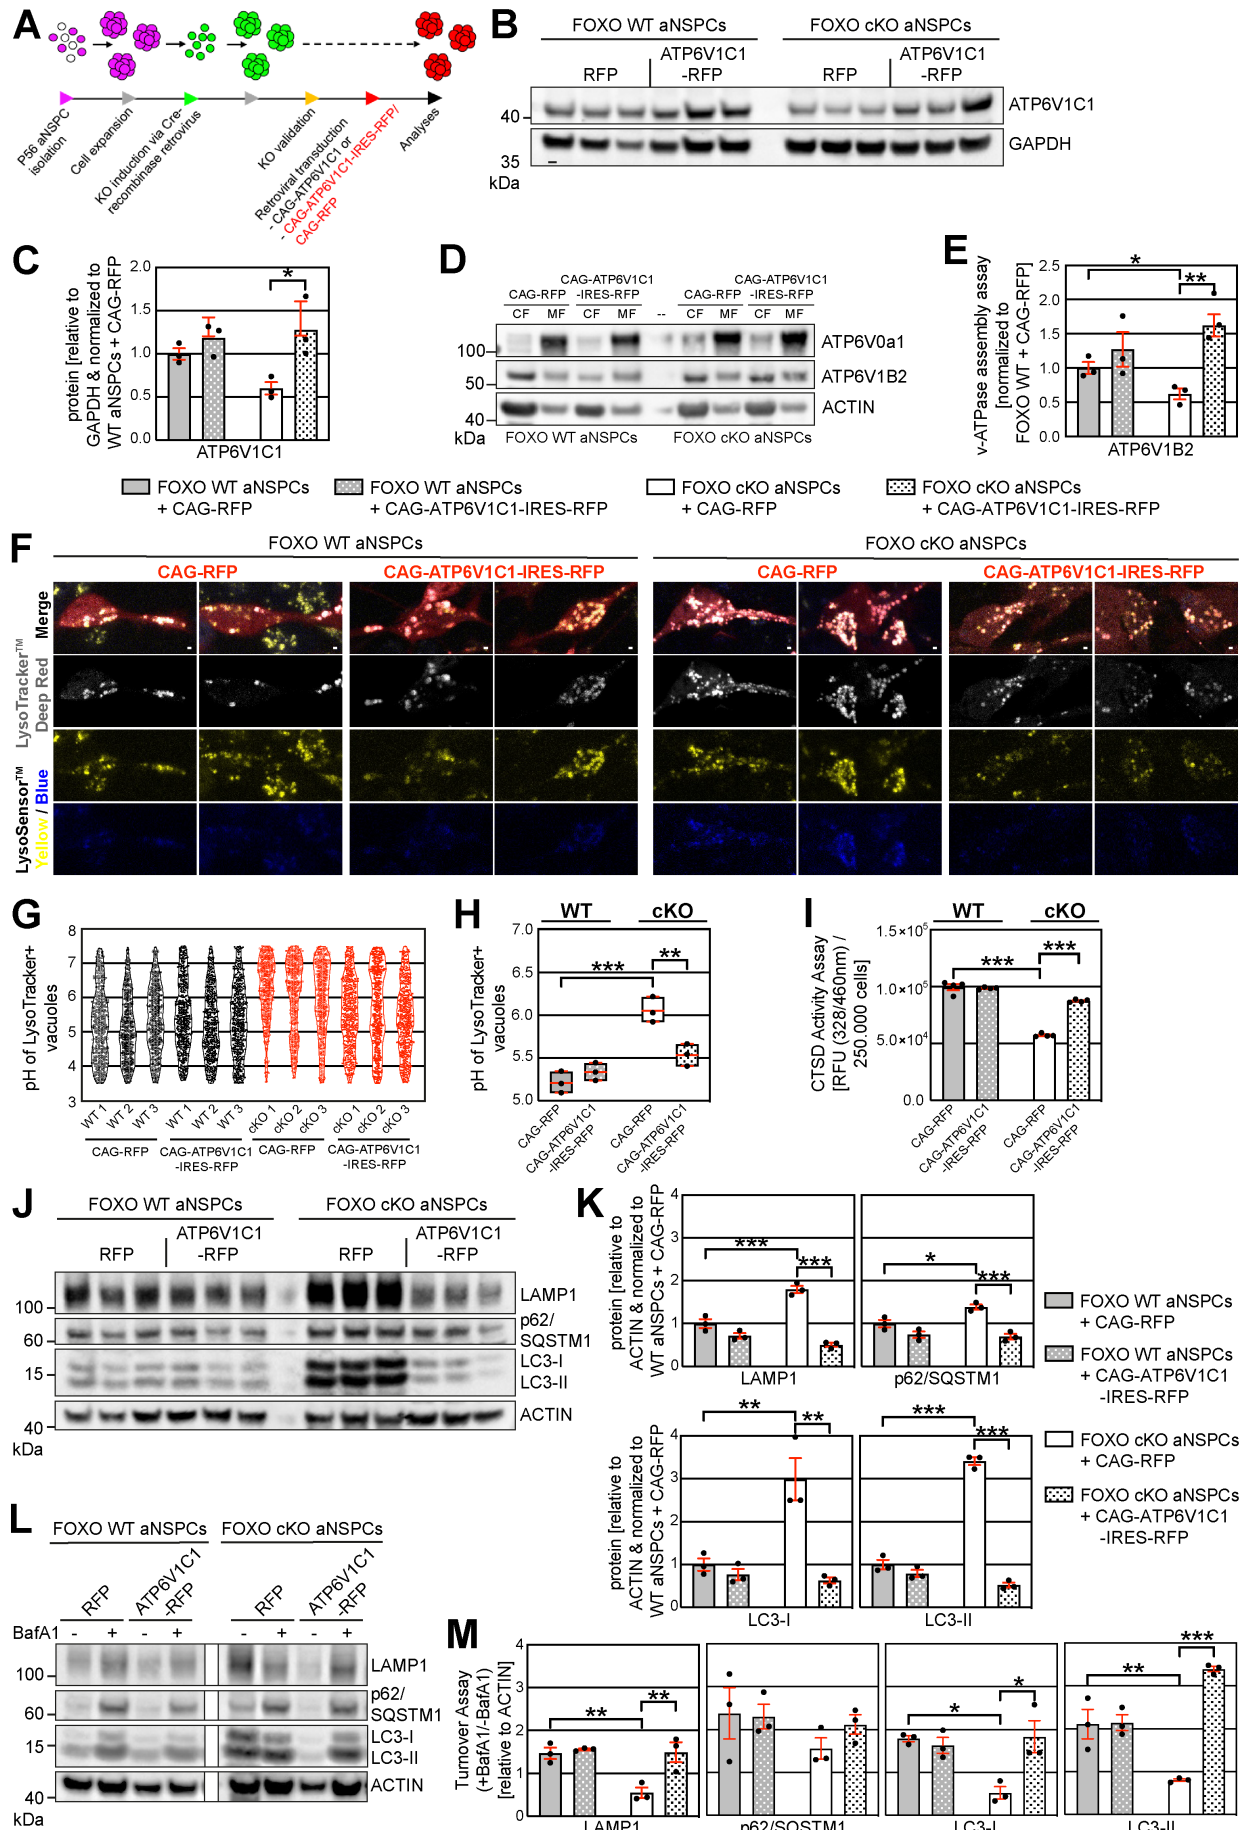 A
P56 aNSPC
isolation
Cell expansion
KO induction via Cre-
recombinase retrovirus
KO validation
Retroviral transduction
- CAG-ATP6V1C1 or
- CAG-ATP6V1C1-IRES-RFP/
CAG-RFP
Analyses
B
FOXO WT aNSPCs
FOXO cKO aNSPCs
RFP
ATP6V1C1
-RFP
RFP
ATP6V1C1
-RFP
40
ATP6V1C1
GAPDH
35
kDa
C
protein [relative to
GAPDH & normalized to
WT aNSPCs + CAG-RFP
2.0
1.5
1.0
0.5
0.0
*
ATP6V1C1
D
CAG-RFP
CAG-ATP6V1C1
-IRES-RFP
CAG-RFP
CAG-ATP6V1C1
-IRES-RFP
CF MF CF MF -- CF MF CF MF
100
ATP6V0a1
50
ATP6V1B2
40
ACTIN
kDa
FOXO WT aNSPCs
FOXO cKO aNSPCs
E
v-ATPase assembly assay
[normalized to
FOXO WT + CAG-RFP]
2.5
2.0
1.5
1.0
0.5
0.0
*
**
ATP6V1B2
FOXO WT aNSPCs
+ CAG-RFP
FOXO WT aNSPCs
+ CAG-ATP6V1C1-IRES-RFP
FOXO cKO aNSPCs
+ CAG-RFP
FOXO cKO aNSPCs
+ CAG-ATP6V1C1-IRES-RFP
F
FOXO WT aNSPCs
FOXO cKO aNSPCs
CAG-RFP
CAG-ATP6V1C1-IRES-RFP
CAG-RFP
CAG-ATP6V1C1-IRES-RFP
Merge
LysoTracker™
Deep Red
LysoSensor™
Yellow / Blue
G
pH of LysoTracker+
vacuoles
8
7
6
5
4
3
WT 1 WT 2 WT 3 WT 1 WT 2 WT 3 cKO 1 cKO 2 cKO 3 cKO 1 cKO 2 cKO 3
CAG-RFP
CAG-ATP6V1C1
-IRES-RFP
CAG-RFP
CAG-ATP6V1C1
-IRES-RFP
H
WT
cKO
pH of LysoTracker+
vacuoles
7.0
6.5
6.0
5.5
5.0
***
**
CAG-RFP
CAG-ATP6V1C1
-IRES-RFP
CAG-RFP
CAG-ATP6V1C1
-IRES-RFP
I
WT
cKO
CTSD Activity Assay
[RFU (328/460nm) /
250.000 cells]
1.5×10⁵
1.0×10⁵
5.0×10⁴
0.0
***
***
CAG-RFP
CAG-ATP6V1C1
-IRES-RFP
CAG-RFP
CAG-ATP6V1C1
-IRES-RFP
J
FOXO WT aNSPCs
FOXO cKO aNSPCs
RFP
ATP6V1C1
-RFP
RFP
ATP6V1C1
-RFP
100
LAMP1
60
p62/
SQSTM1
15
LC3-I
LC3-II
40
ACTIN
kDa
K
protein [relative to
ACTIN & normalized to
WT aNSPCs + CAG-RFP
4
3
2
1
0
***
***
LAMP1
*
***
p62/SQSTM1
protein [relative to
ACTIN & normalized to
WT aNSPCs + CAG-RFP
4
3
2
1
0
**
**
LC3-I
***
***
LC3-II
FOXO WT aNSPCs
+ CAG-RFP
FOXO WT aNSPCs
+ CAG-ATP6V1C1
-IRES-RFP
FOXO cKO aNSPCs
+ CAG-RFP
FOXO cKO aNSPCs
+ CAG-ATP6V1C1
-IRES-RFP
L
FOXO WT aNSPCs
FOXO cKO aNSPCs
RFP
ATP6V1C1
-RFP
RFP
ATP6V1C1
-RFP
BafA1 - + - + - + - +
100
LAMP1
60
p62/
SQSTM1
15
LC3-I
LC3-II
40
ACTIN
kDa
M
Turnover Assay
(+BafA1/-BafA1)
[relative to ACTIN]
4
3
2
1
0
**
**
LAMP1
p62/SQSTM1
*
*
LC3-I
**
***
LC3-II